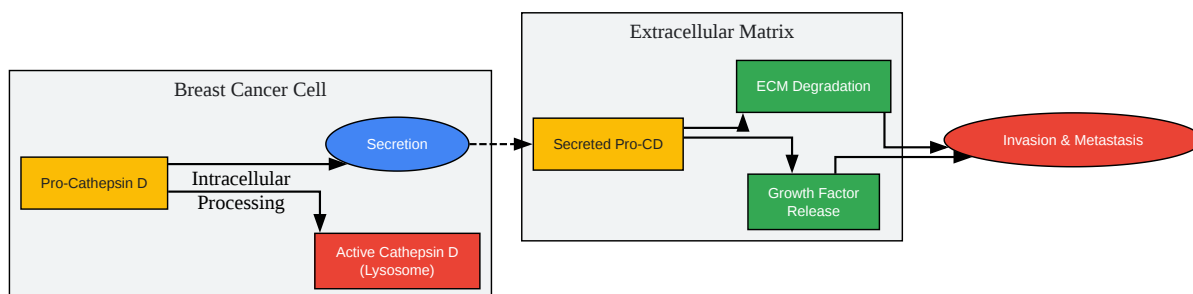 Breast Cancer Cell
Pro-Cathepsin D
Secretion
Intracellular
Processing
Active Cathepsin D
(Lysosome)
Extracellular Matrix
Secreted Pro-CD
ECM Degradation
Growth Factor
Release
Invasion & Metastasis